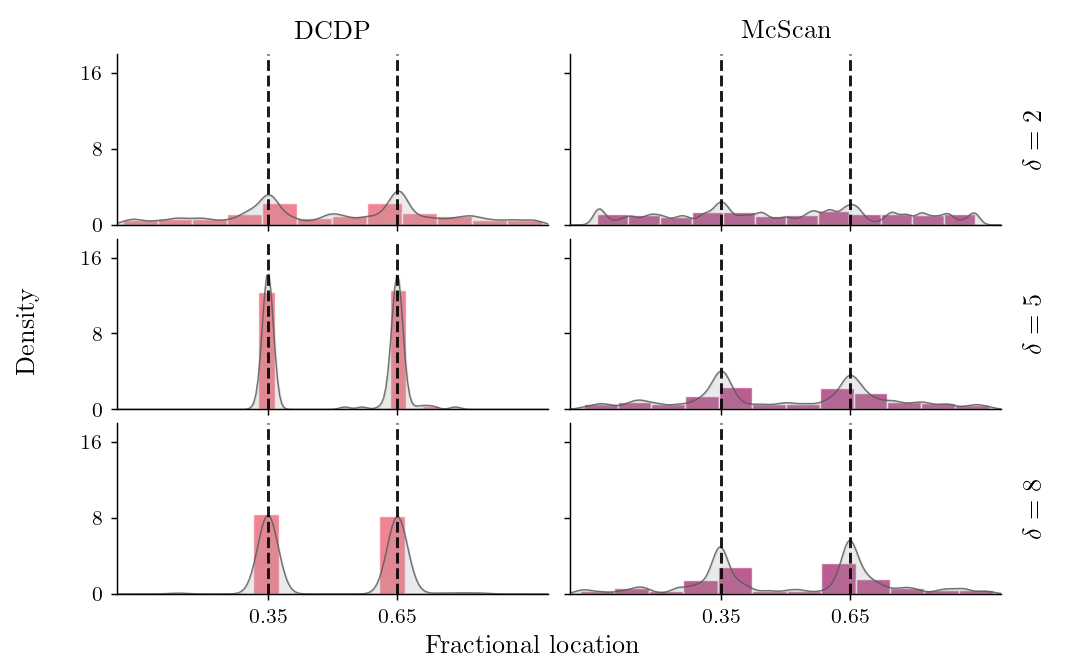 DCDP
McScan
16
8
0
δ = 2
16
8
0
δ = 5
16
8
0
δ = 8
Density
0.35
0.65
0.35
0.65
Fractional location